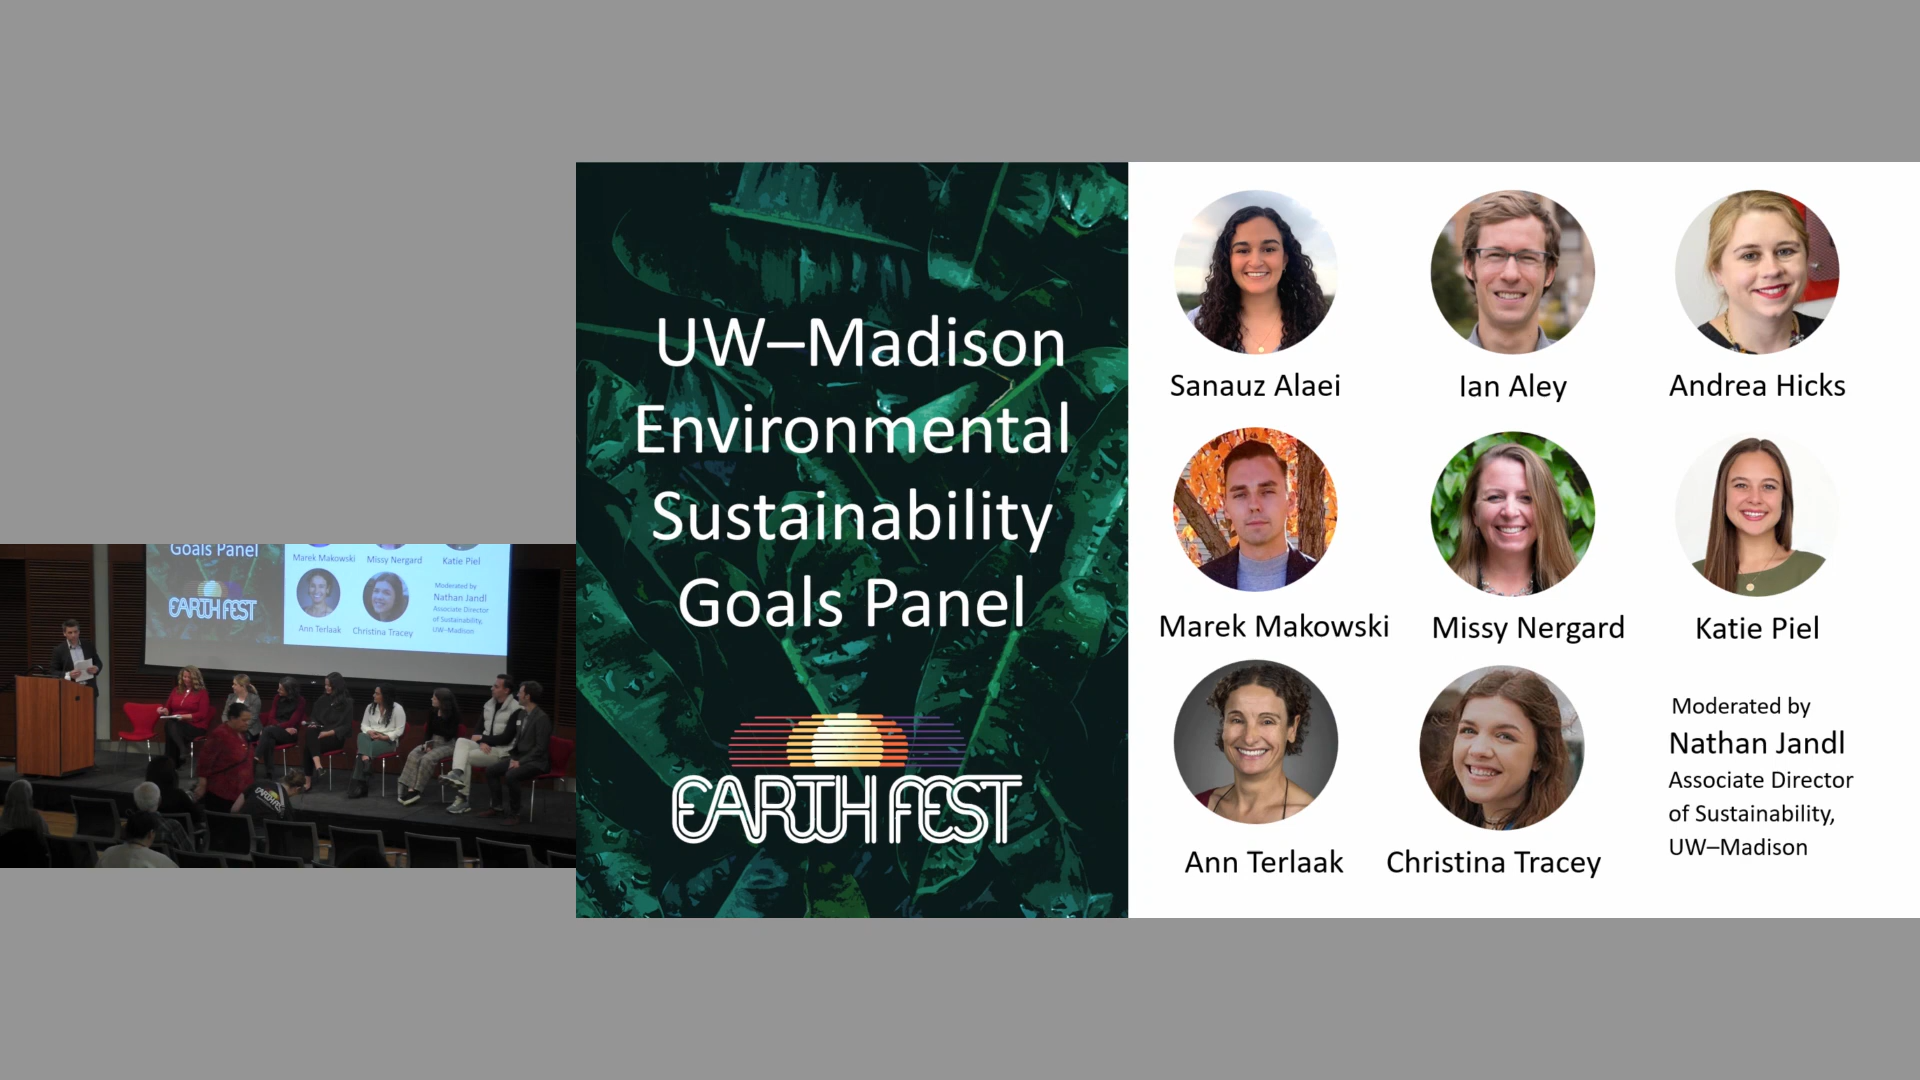 UW–Madison
Environmental
Sustainability
Goals Panel
EARTH FEST
Sanauz Alaei
Ian Aley
Andrea Hicks
Marek Makowski
Missy Nergard
Katie Piel
Ann Terlaak
Christina Tracey
Moderated by
Nathan Jandl
Associate Director
of Sustainability,
UW–Madison
Goals Panel
EARTH FEST
Marek Makowski
Missy Nergard
Katie Piel
Ann Terlaak
Christina Tracey
Moderated by
Nathan Jandl
Associate Director
of Sustainability,
UW–Madison